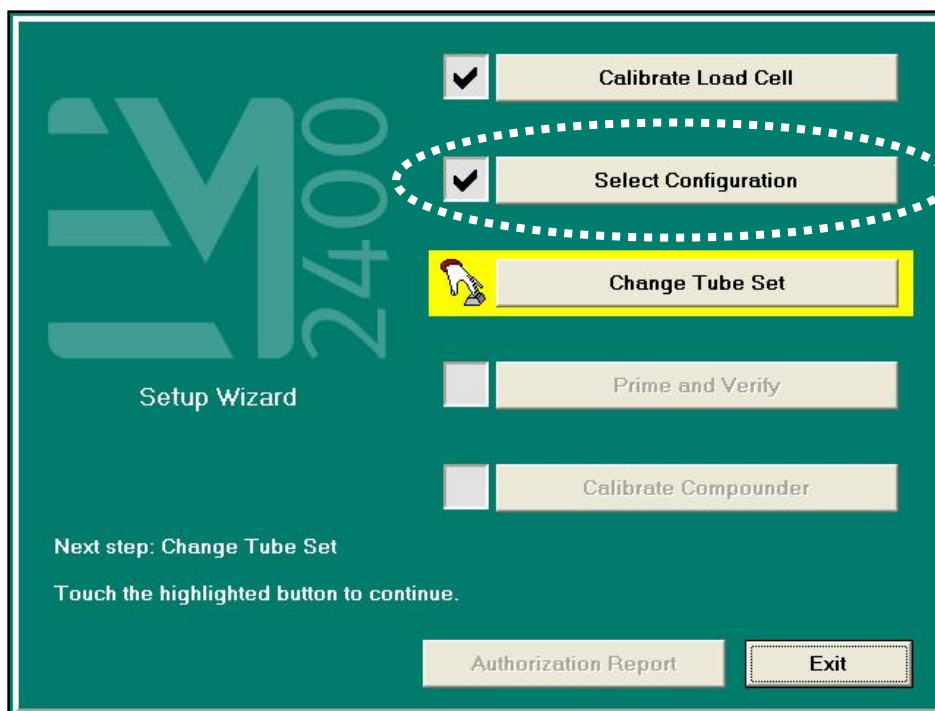 Calibrate Load Cell
Select Configuration
Change Tube Set
Prime and Verify
Calibrate Compounder
EM
2400
Setup Wizard
Next step: Change Tube Set
Touch the highlighted button to continue.
Authorization Report
Exit